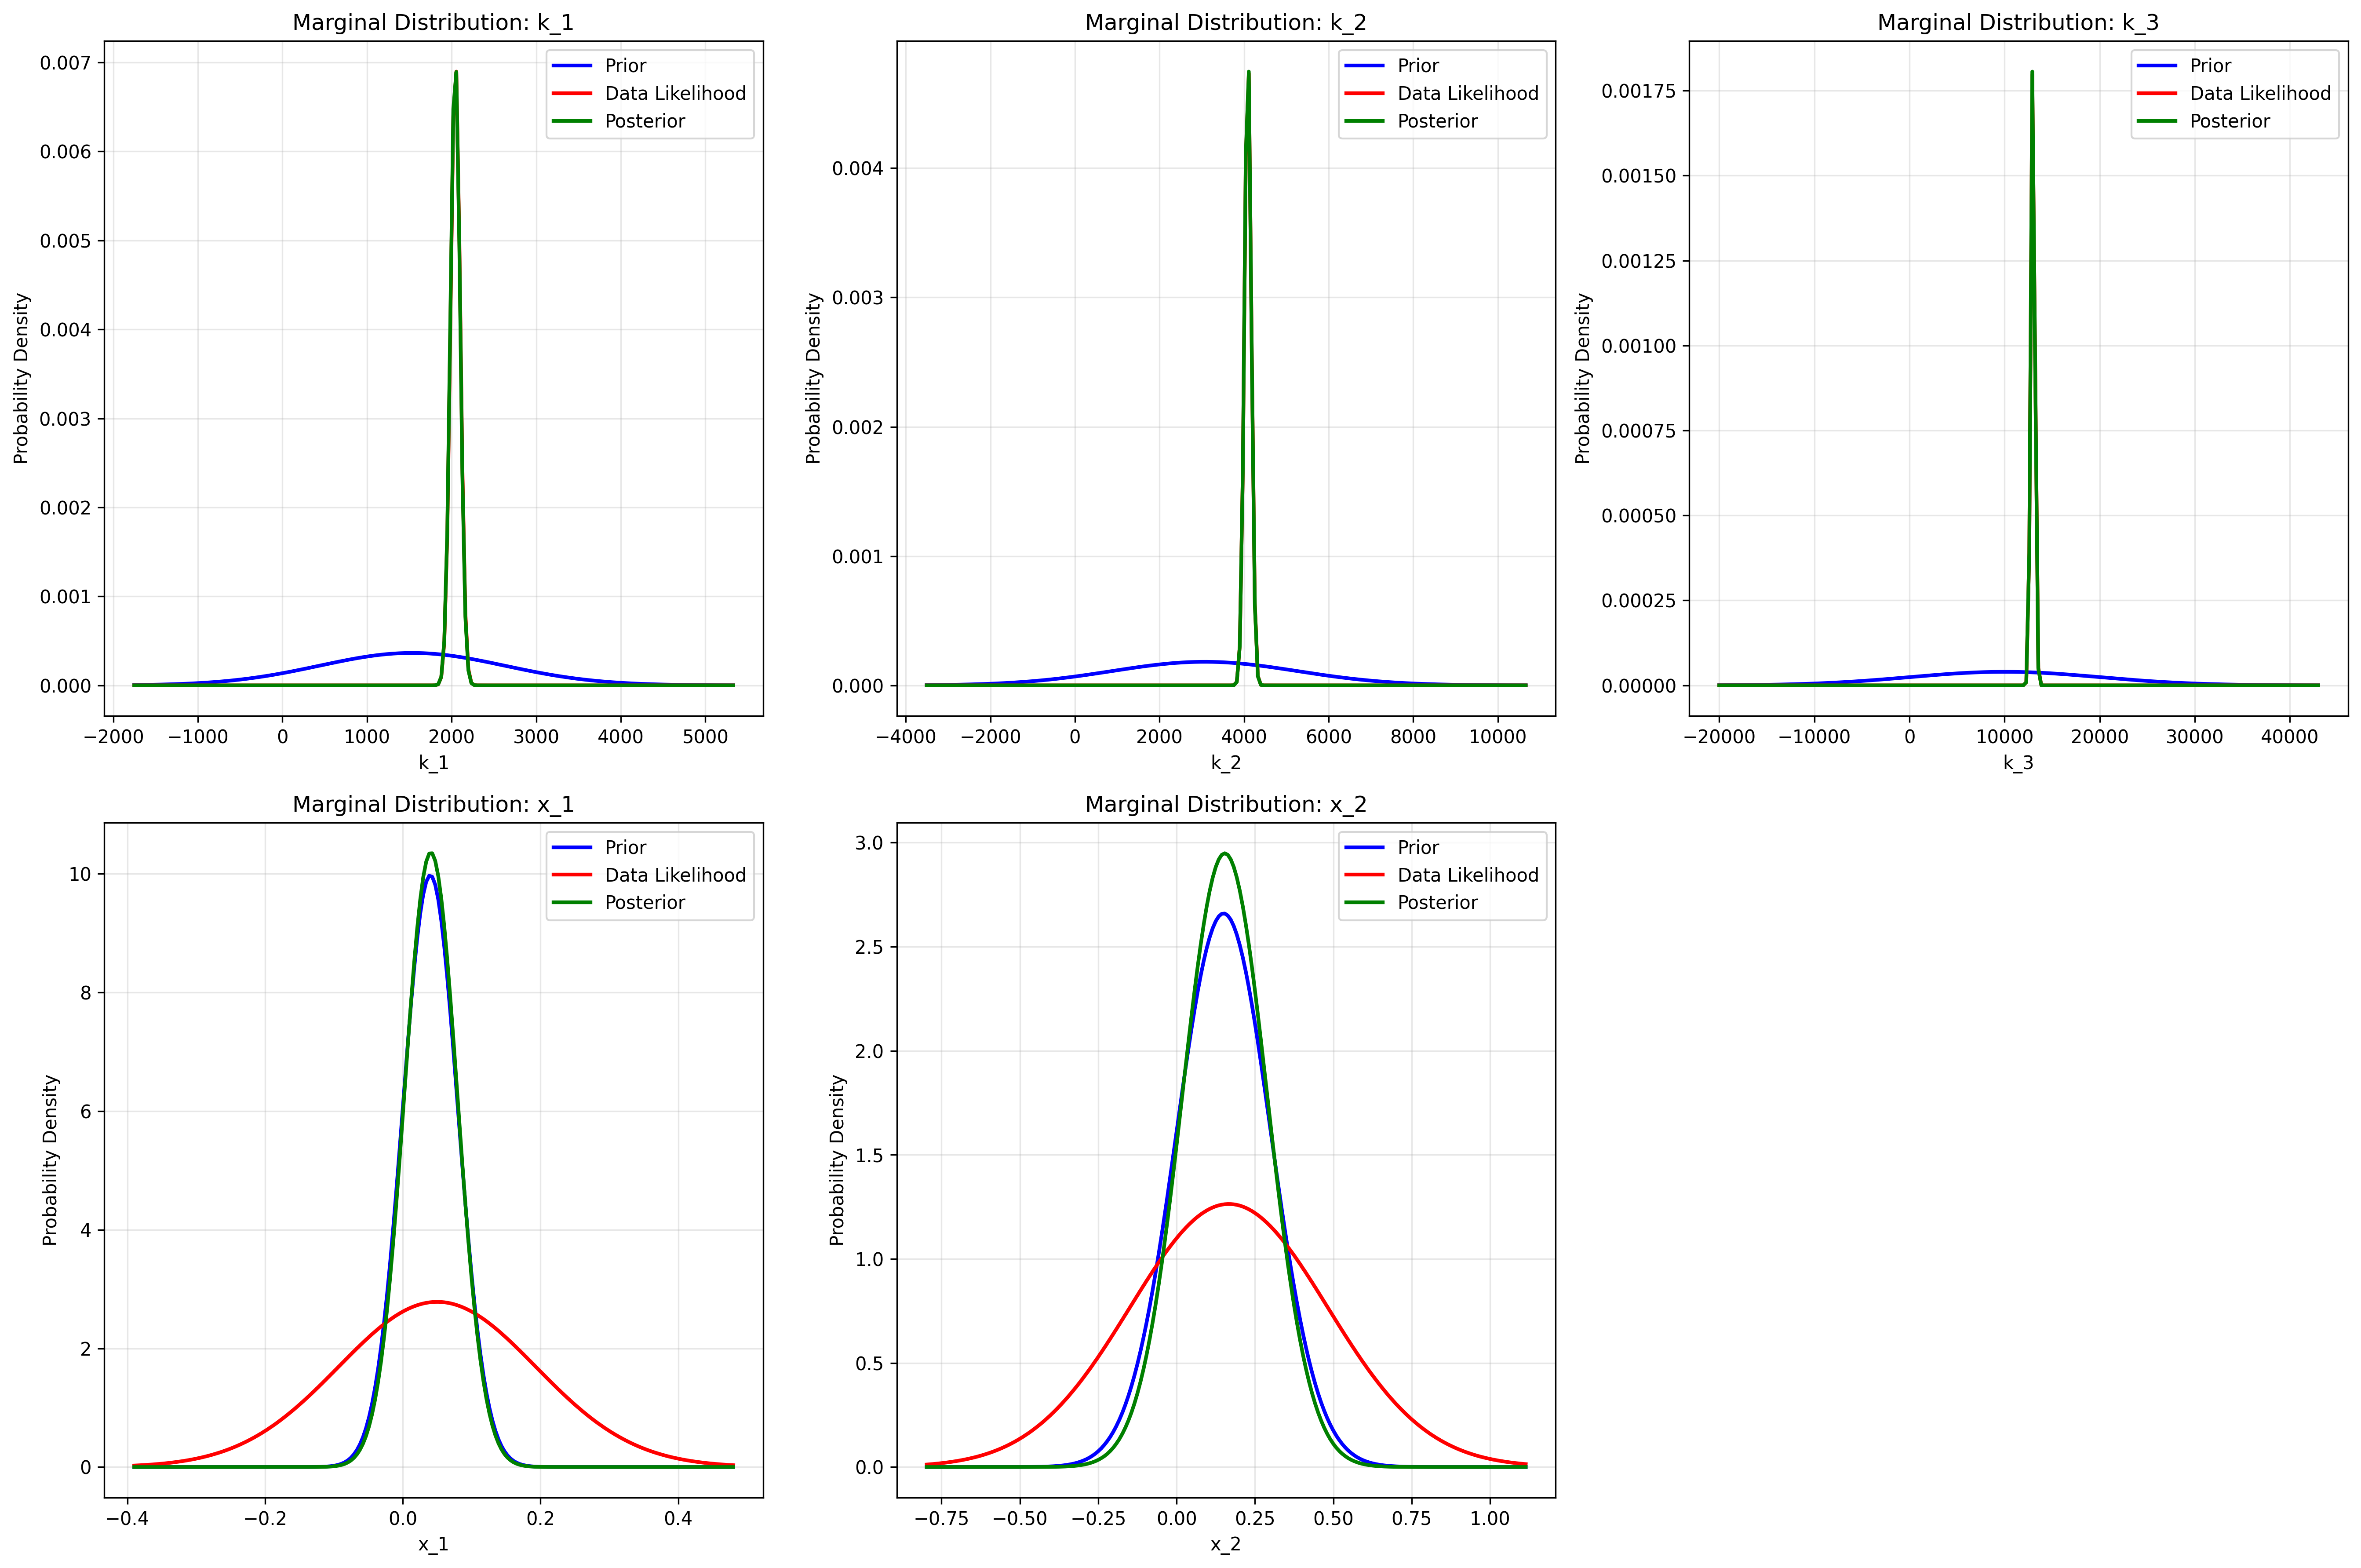 Marginal Distribution: k_1
Probability Density
0.007
0.006
0.005
0.004
0.003
0.002
0.001
0.000
Prior
Data Likelihood
Posterior
−2000 −1000 0 1000 2000 3000 4000 5000
k_1
Marginal Distribution: k_2
Probability Density
0.004
0.003
0.002
0.001
0.000
Prior
Data Likelihood
Posterior
−4000 −2000 0 2000 4000 6000 8000 10000
k_2
Marginal Distribution: k_3
Probability Density
0.00175
0.00150
0.00125
0.00100
0.00075
0.00050
0.00025
0.00000
Prior
Data Likelihood
Posterior
−20000 −10000 0 10000 20000 30000 40000
k_3
Marginal Distribution: x_1
Probability Density
10
8
6
4
2
0
Prior
Data Likelihood
Posterior
−0.4 −0.2 0.0 0.2 0.4
x_1
Marginal Distribution: x_2
Probability Density
3.0
2.5
2.0
1.5
1.0
0.5
0.0
Prior
Data Likelihood
Posterior
−0.75 −0.50 −0.25 0.00 0.25 0.50 0.75 1.00
x_2